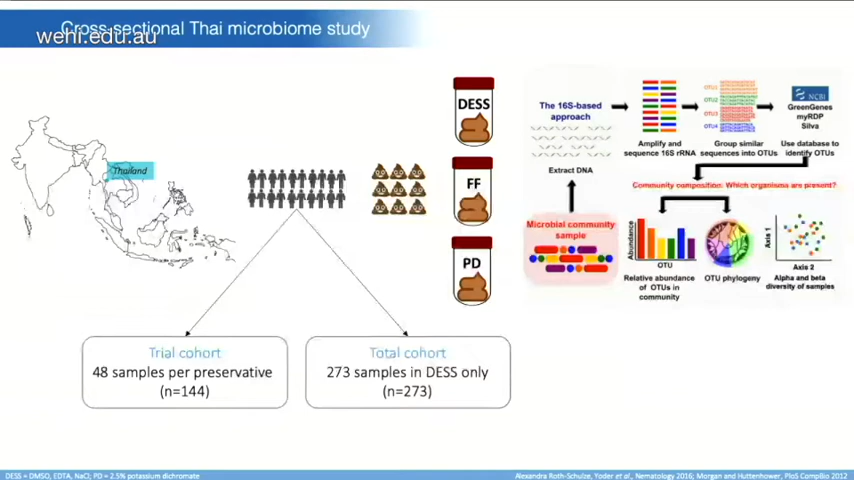 Cross-sectional Thai microbiome study
wehi.edu.au
Thailand
DESS
FF
PD
Trial cohort
48 samples per preservative
(n=144)
Total cohort
273 samples in DESS only
(n=273)
The 16S-based
approach
Extract DNA
Microbial community
sample
Amplify and
sequence 16S rRNA
OTU1
OTU2
OTU3
OTU4
Group similar
sequences into OTUs
NCBI
GreenGenes
myRDP
Silva
Use database to
identify OTUs
Community composition: Which organisms are present?
Abundance
OTU
Relative abundance
of OTUs in
community
OTU phylogeny
Axis 1
Axis 2
Alpha and beta
diversity of samples
DESS = DMSO, EDTA, NaCl; PD = 2.5% potassium dichromate
Alexandra Roth-Schulze, Yoder et al., Nematology 2016; Morgan and Huttenhower, PloS CompBio 2012